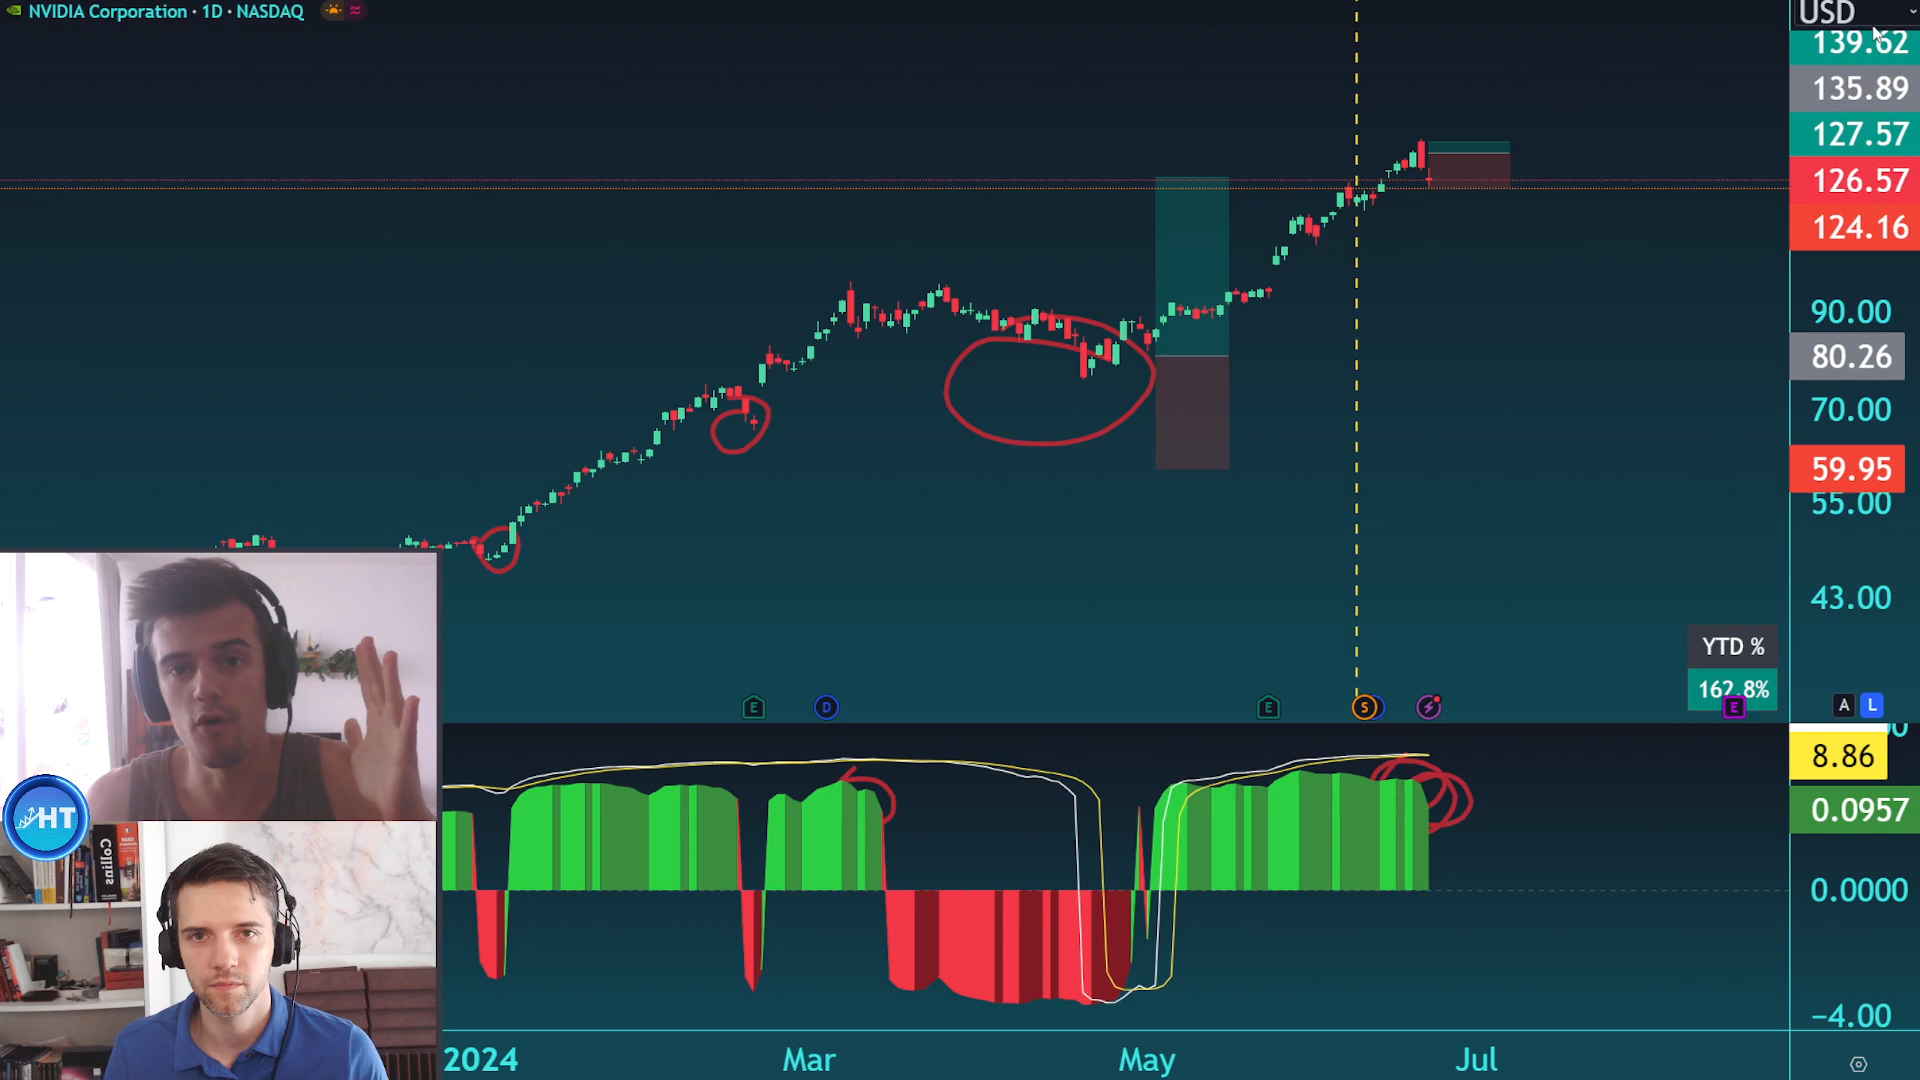 NVIDIA Corporation · 1D · NASDAQ
USD
139.62
135.89
127.57
126.57
124.16
90.00
80.26
70.00
59.95
55.00
43.00
YTD %
162.8%
E
D
E
S
E
A L
8.86
0.0957
0.0000
−4.00
HT
Collins
2024 Mar May Jul